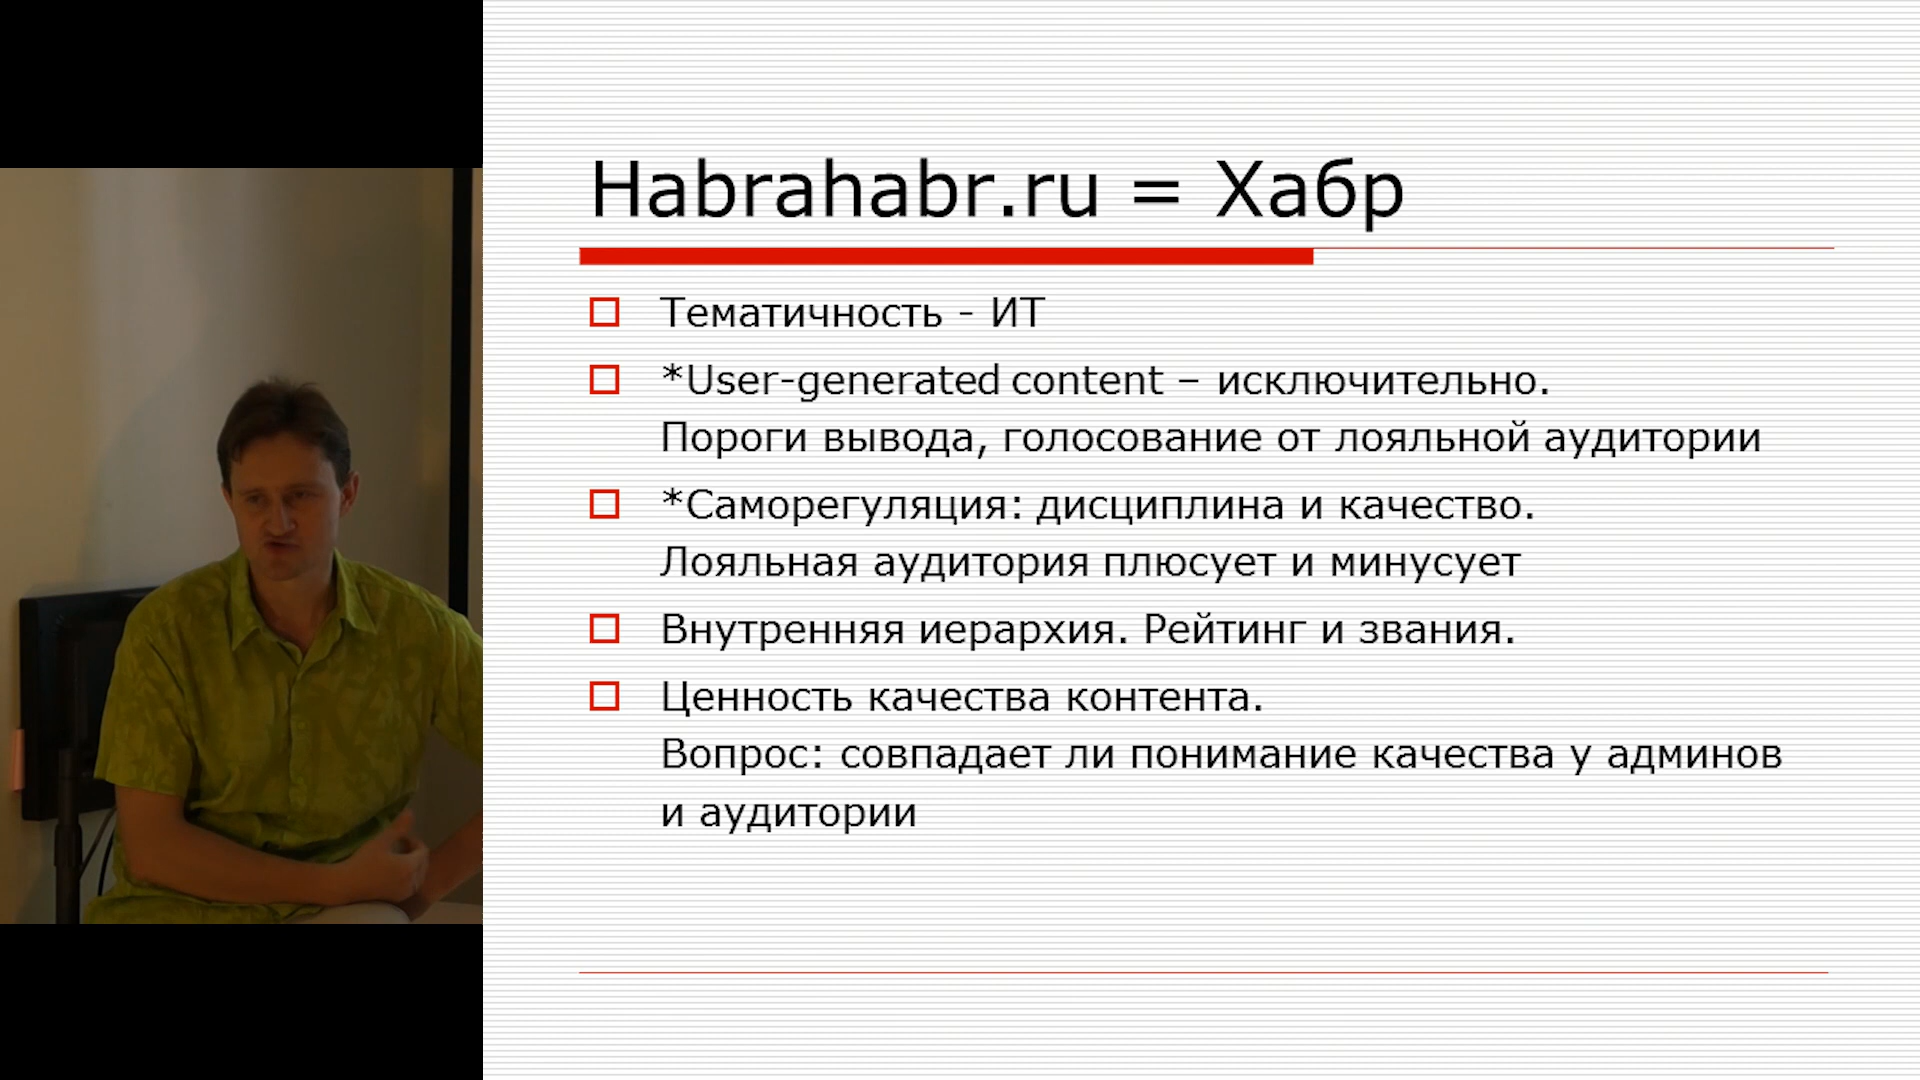 Habrahabr.ru = Хабр
Тематичность - ИТ
*User-generated content – исключительно.
Пороги вывода, голосование от лояльной аудитории
*Саморегуляция: дисциплина и качество.
Лояльная аудитория плюсует и минусует
Внутренняя иерархия. Рейтинг и звания.
Ценность качества контента.
Вопрос: совпадает ли понимание качества у админов
и аудитории